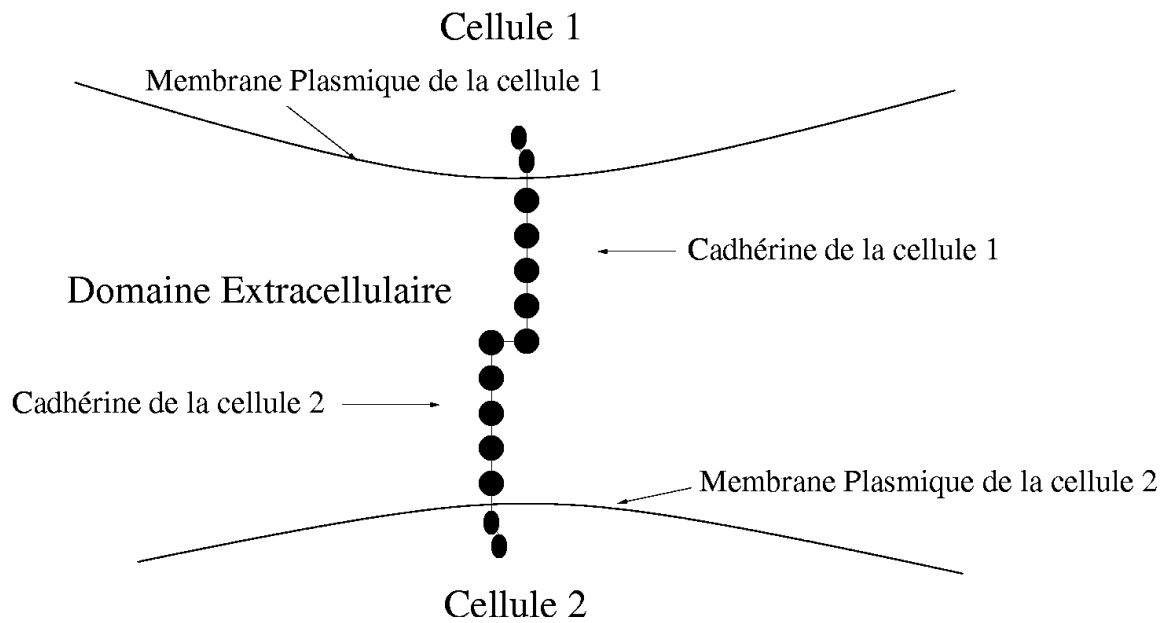 Cellule 1
Membrane Plasmique de la cellule 1
Cadhérine de la cellule 1
Domaine Extracellulaire
Cadhérine de la cellule 2
Membrane Plasmique de la cellule 2
Cellule 2